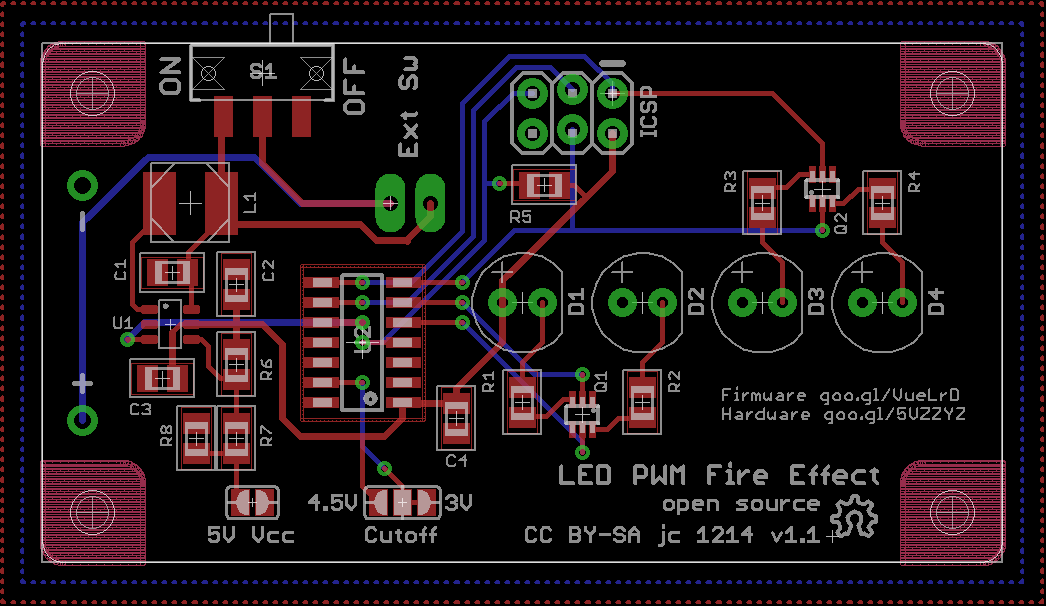 ON
S1
OFF
Ext Sw
ICSP
R3
R4
Q2
L1
R5
C1
C2
U1
U2
D1
D2
D3
D4
R6
C3
R1
Q1
R2
R8
R7
C4
Firmware goo.gl/VueLrD
Hardware goo.gl/5VZZYZ
LED PWM Fire Effect
4.5V
3V
open source
5V Vcc
Cutoff
CC BY-SA jc 1214 v1.1